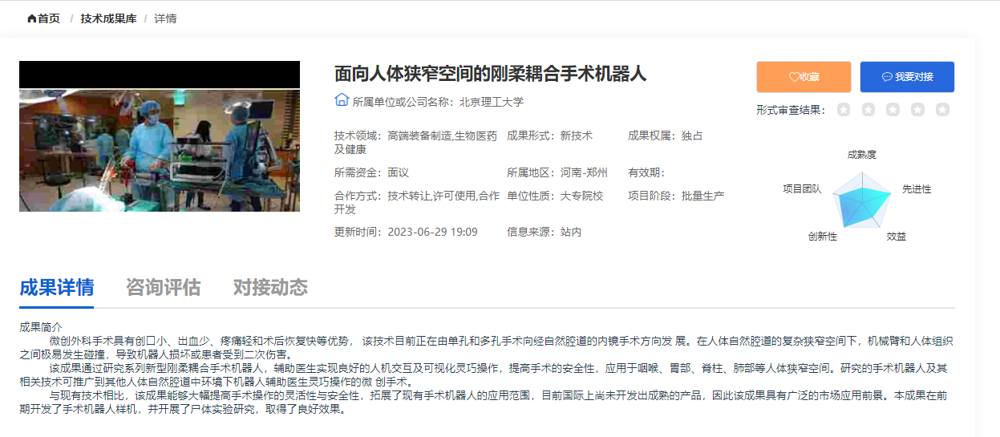 首页 / 技术成果库 / 详情
面向人体狭窄空间的刚柔耦合手术机器人
所属单位或公司名称：北京理工大学
技术领域：高端装备制造,生物医药及健康
成果形式：新技术
成果权属：独占
所需资金：面议
所属地区：河南-郑州
有效期：
合作方式：技术转让,许可使用,合作开发
单位性质：大专院校
项目阶段：批量生产
更新时间：2023-06-29 19:09
信息来源：站内
收藏
我要对接
形式审查结果：
成熟度
项目团队
先进性
创新性
效益
成果详情 咨询评估 对接动态
成果简介
微创外科手术具有创口小、出血少、疼痛轻和术后恢复快等优势， 该技术目前正在由单孔和多孔手术向经自然腔道的内镜手术方向发 展。在人体自然腔道的复杂狭窄空间下，机械臂和人体组织
之间极易发生碰撞，导致机器人损坏或患者受到二次伤害。
该成果通过研究系列新型刚柔耦合手术机器人，辅助医生实现良好的人机交互及可视化灵巧操作，提高手术的安全性，应用于咽喉、胃部、脊柱、肺部等人体狭窄空间。研究的手术机器人及其
相关技术可推广到其他人体自然腔道中环境下机器人辅助医生灵巧操作的微 创手术。
与现有技术相比，该成果能够大幅提高手术操作的灵活性与安全性，拓展了现有手术机器人的应用范围，目前国际上尚未开发出成熟的产品，因此该成果具有广泛的市场应用前景。本成果在前
期开发了手术机器人样机，并开展了尸体实验研究，取得了良好效果。